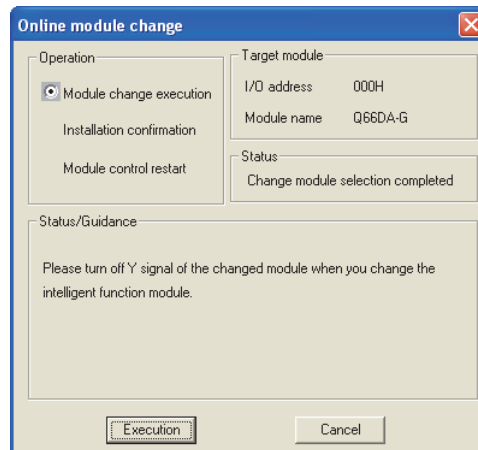 Online module change
Operation
Module change execution
Installation confirmation
Module control restart
Target module
I/O address 000H
Module name Q66DA-G
Status
Change module selection completed
Status/Guidance
Please turn off Y signal of the changed module when you change the
intelligent function module.
Execution
Cancel